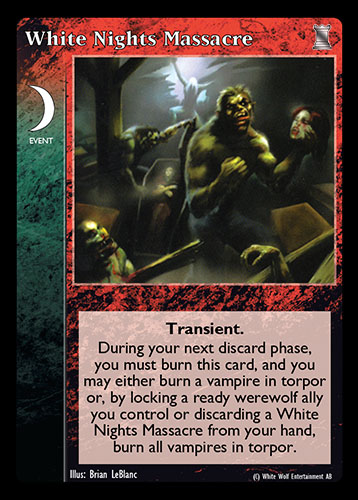 White Nights Massacre
EVENT
Transient.
During your next discard phase,
you must burn this card, and you
may either burn a vampire in torpor
or, by locking a ready werewolf ally
you control or discarding a White
Nights Massacre from your hand,
burn all vampires in torpor.
Illus: Brian LeBlanc
(C) White Wolf Entertainment AB